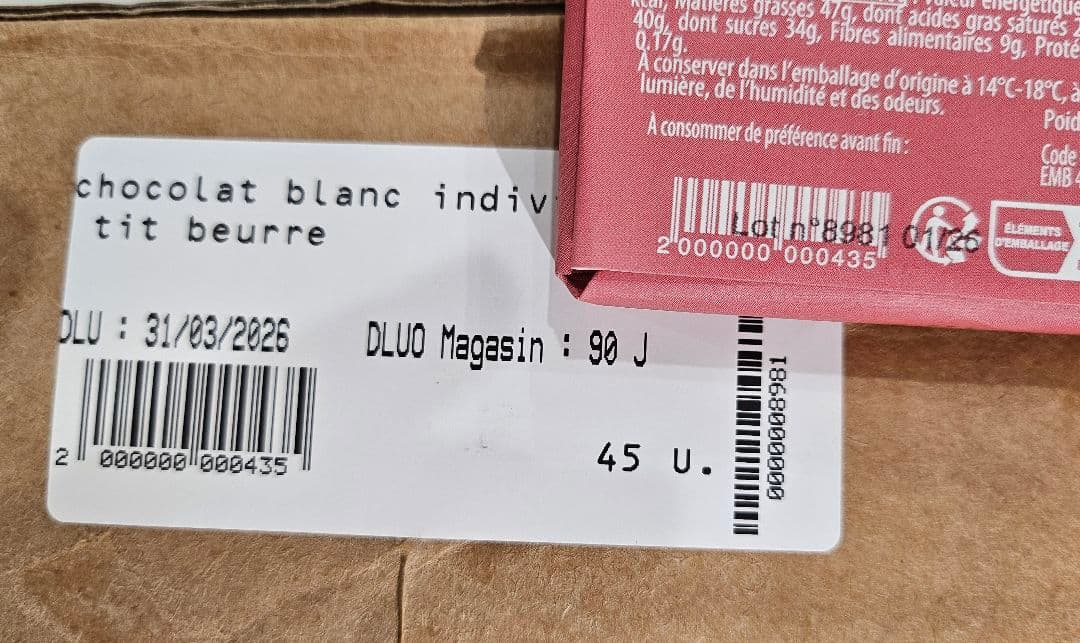 chocolat blanc indiv
tit beurre
DLU : 31/03/2026 DLUO Magasin : 90 J
2 000000 000435
45 U.
0000008981
Matières grasses 47g, dont acides gras saturés
40g, dont sucres 34g, Fibres alimentaires 9g, Proté
0,17g.
A conserver dans l'emballage d'origine à 14°C-18°C, à
lumière, de l'humidité et des odeurs.
Poid
A consommer de préférence avant fin :
Code
EMB 4
Lot n°8981 01/26
2 000000 000435
ÉLÉMENTS
D'EMBALLAGE